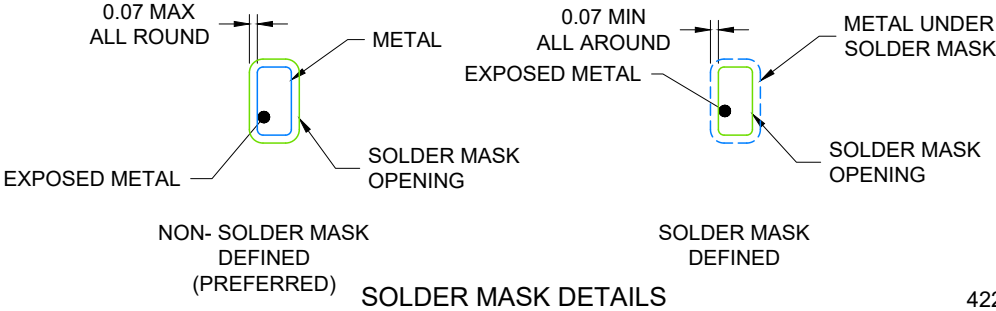 0.07 MAX
ALL ROUND
METAL
EXPOSED METAL
SOLDER MASK
OPENING
NON- SOLDER MASK
DEFINED
(PREFERRED)
0.07 MIN
ALL AROUND
EXPOSED METAL
METAL UNDER
SOLDER MASK
SOLDER MASK
OPENING
SOLDER MASK
DEFINED
SOLDER MASK DETAILS
422